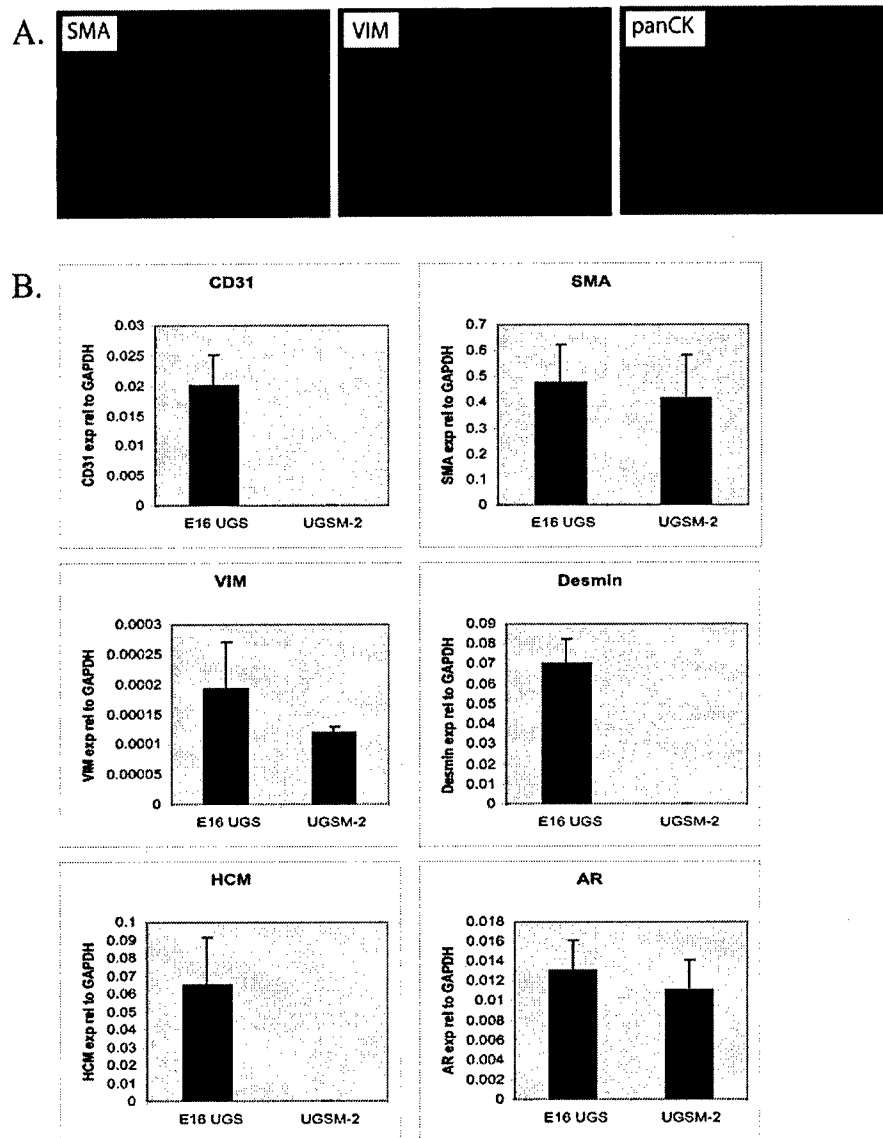 A.
SMA
VIM
panCK
B.
CD31
CD31 exp rel to GAPDH
0.03
0.025
0.02
0.015
0.01
0.005
0
E16 UGS
UGSM-2
SMA
SMA exp rel to GAPDH
0.7
0.6
0.5
0.4
0.3
0.2
0.1
0
E16 UGS
UGSM-2
VIM
VIM exp rel to GAPDH
0.0003
0.00025
0.0002
0.00015
0.0001
0.00005
0
E16 UGS
UGSM-2
Desmin
Desmin exp rel to GAPDH
0.09
0.08
0.07
0.06
0.05
0.04
0.03
0.02
0.01
0
E16 UGS
UGSM-2
HCM
HCM exp rel to GAPDH
0.1
0.09
0.08
0.07
0.06
0.05
0.04
0.03
0.02
0.01
0
E16 UGS
UGSM-2
AR
AR exp rel to GAPDH
0.018
0.016
0.014
0.012
0.01
0.008
0.006
0.004
0.002
0
E16 UGS
UGSM-2